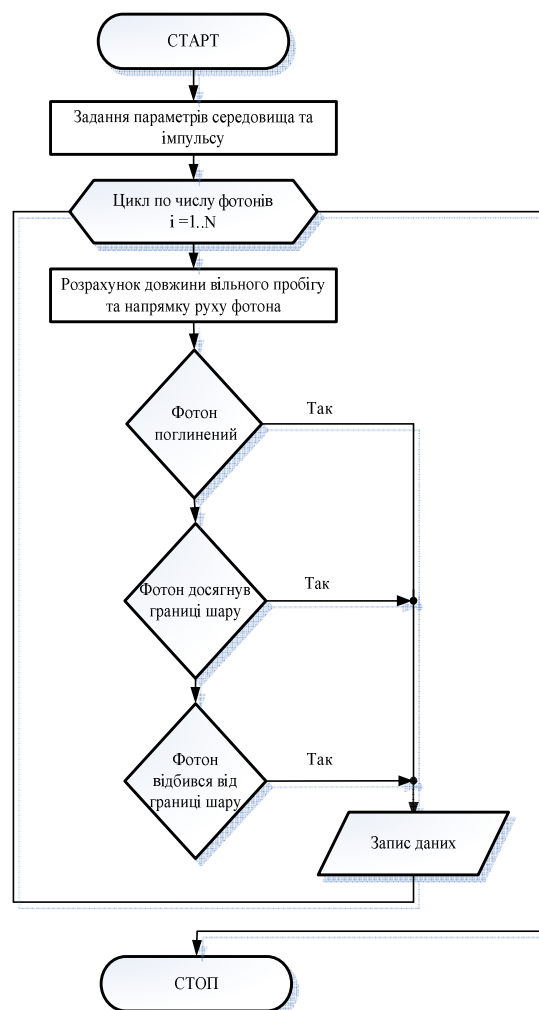 СТАРТ
Задання параметрів середовища та
імпульсу
Цикл по числу фотонів
і =1..N
Розрахунок довжини вільного пробігу
та напрямку руху фотона
Фотон
поглинений
Так
Фотон досягнув
границі шару
Так
Фотон
відбився від
границі шару
Так
Запис даних
СТОП